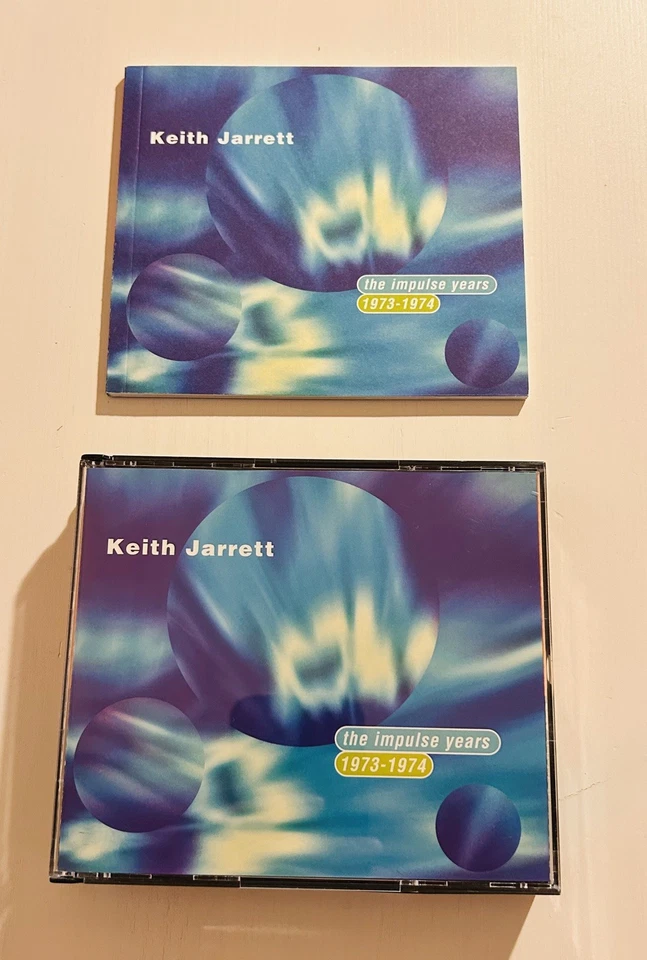 Keith Jarrett
the impulse years
1973-1974
Keith Jarrett
the impulse years
1973-1974